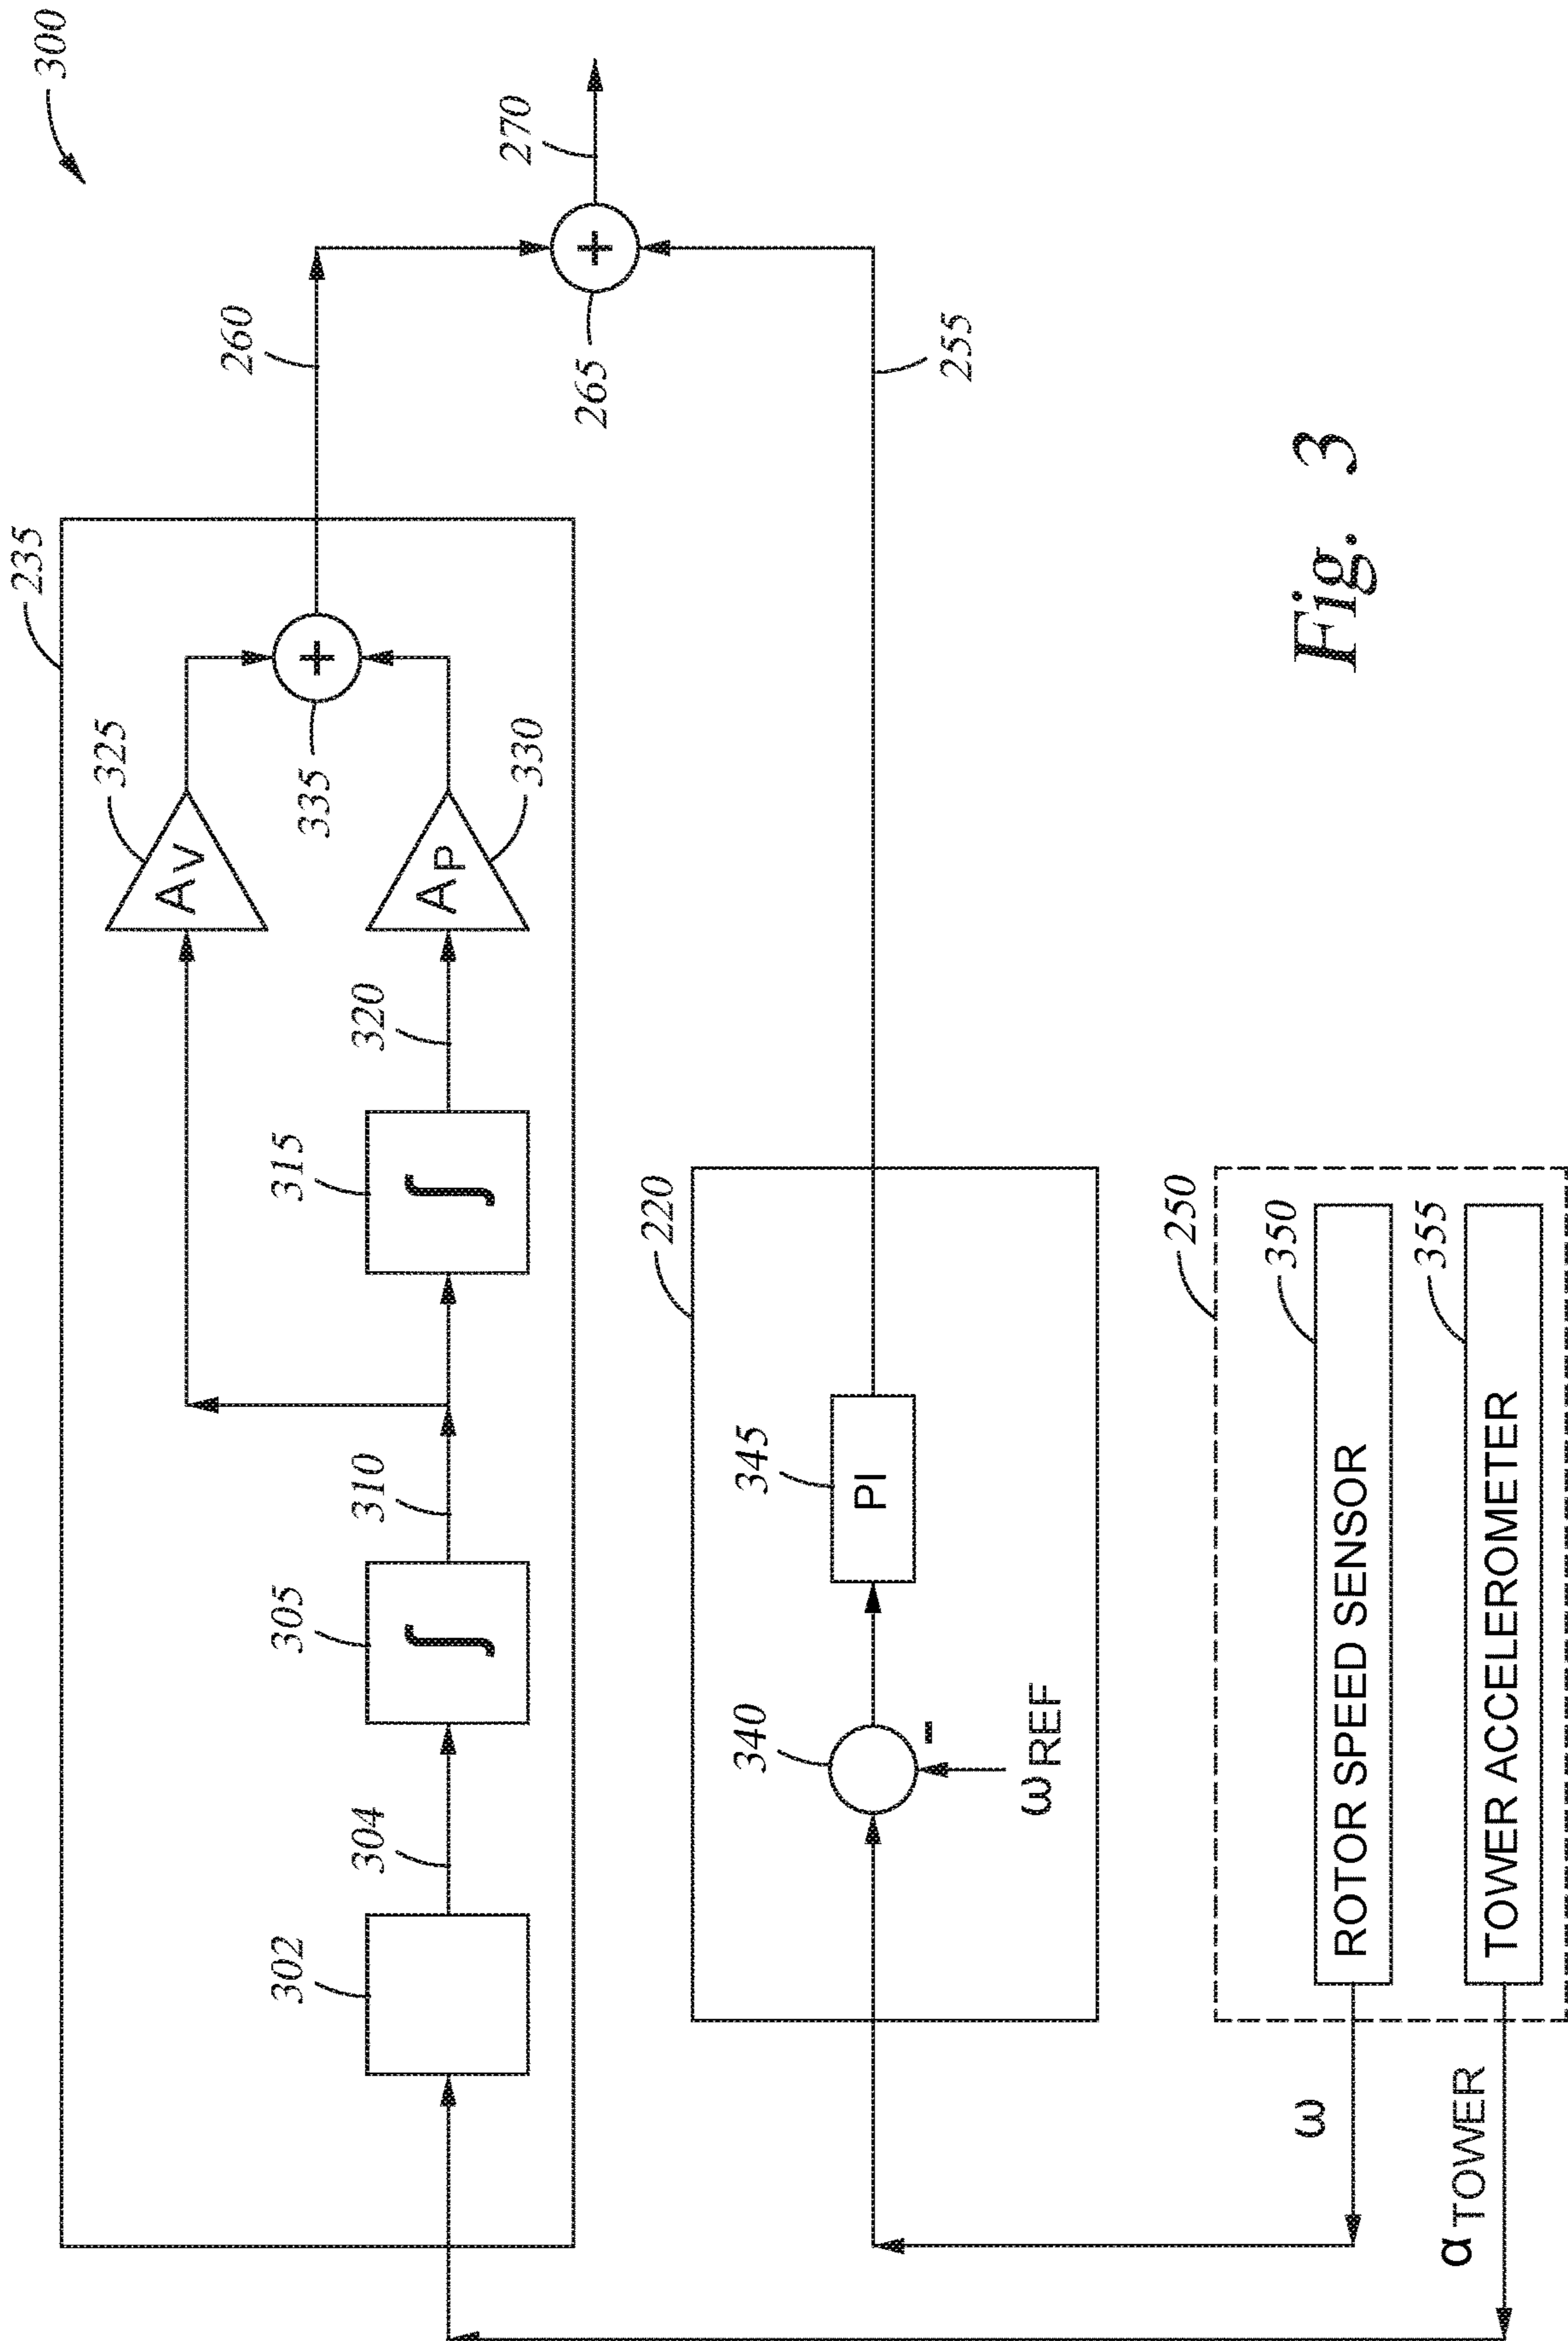 300
235
325
AV
260
335
270
265
302
304
305
∫
310
315
∫
320
AP
330
255
220
340
345
PI
-
ωREF
250
ω
350
ROTOR SPEED SENSOR
αTOWER
355
TOWER ACCELEROMETER
Fig. 3
+
+